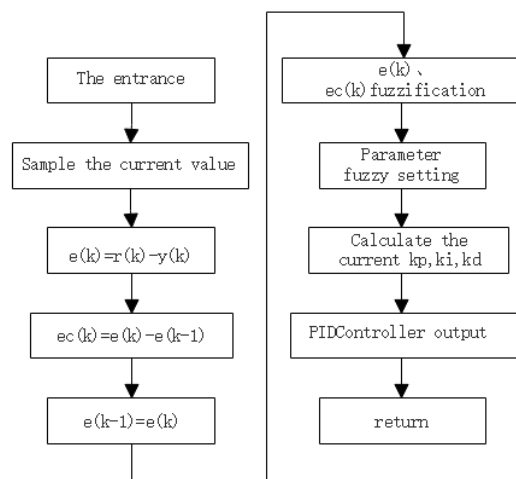 The entrance
Sample the current value
e(k)=r(k)-y(k)
ec(k)=e(k)-e(k-1)
e(k-1)=e(k)
e(k)、
ec(k)fuzzification
Parameter
fuzzy setting
Calculate the
current kp,ki,kd
PIDController output
return